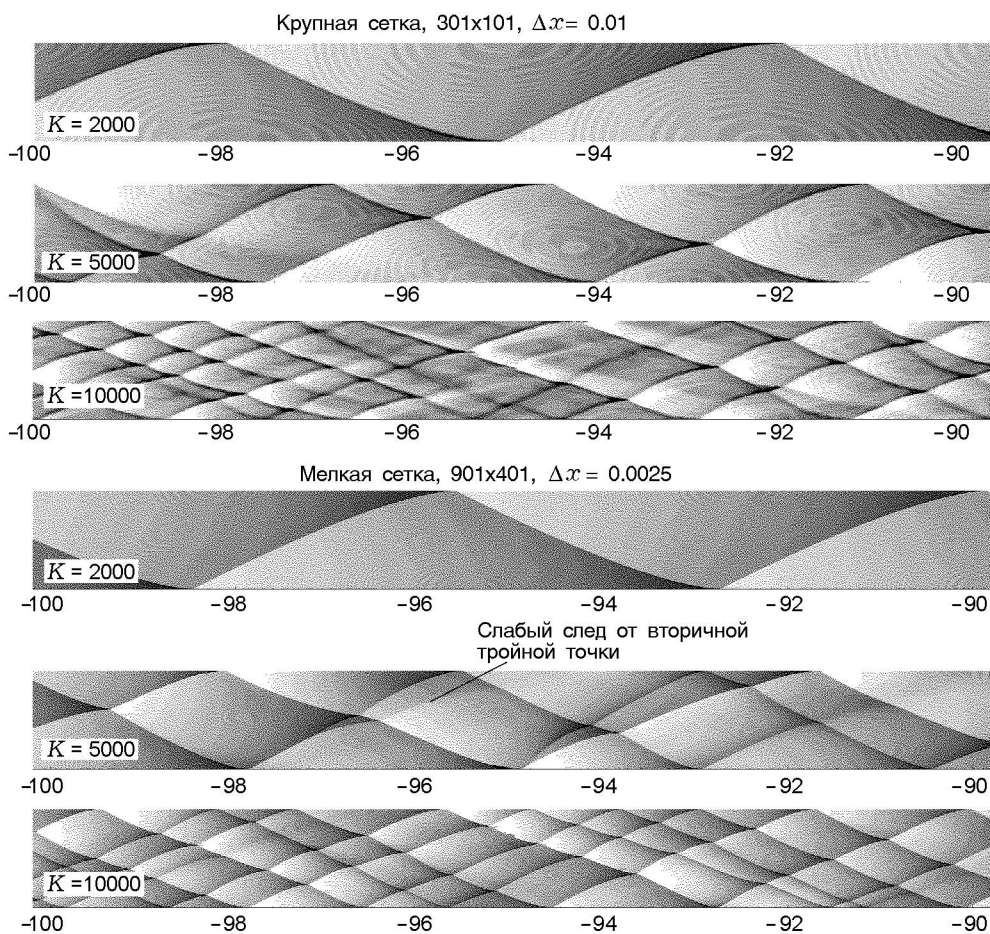 Крупная сетка, 301x101, Δx = 0.01
K = 2000
−100 −98 −96 −94 −92 −90
K = 5000
−100 −98 −96 −94 −92 −90
K =10000
−100 −98 −96 −94 −92 −90
Мелкая сетка, 901x401, Δx = 0.0025
K = 2000
−100 −98 −96 −94 −92 −90
Слабый след от вторичной
тройной точки
K = 5000
−100 −98 −96 −94 −92 −90
K =10000
−100 −98 −96 −94 −92 −90